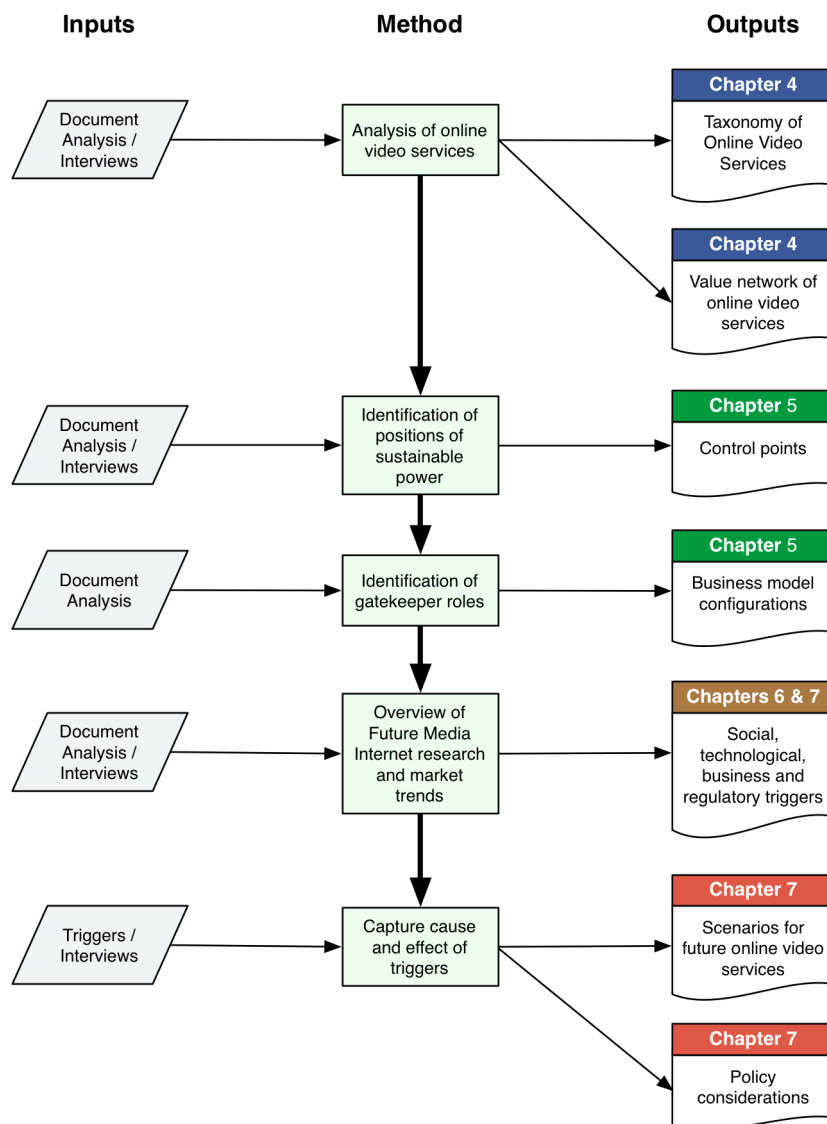 Inputs
Method
Outputs
Document
Analysis /
Interviews
Analysis of online
video services
Chapter 4
Taxonomy of
Online Video
Services
Chapter 4
Value network of
online video
services
Document
Analysis /
Interviews
Identification of
positions of
sustainable
power
Chapter 5
Control points
Document
Analysis
Identification of
gatekeeper roles
Chapter 5
Business model
configurations
Document
Analysis /
Interviews
Overview of
Future Media
Internet research
and market
trends
Chapters 6 & 7
Social,
technological,
business and
regulatory triggers
Triggers /
Interviews
Capture cause
and effect of
triggers
Chapter 7
Scenarios for
future online video
services
Chapter 7
Policy
considerations